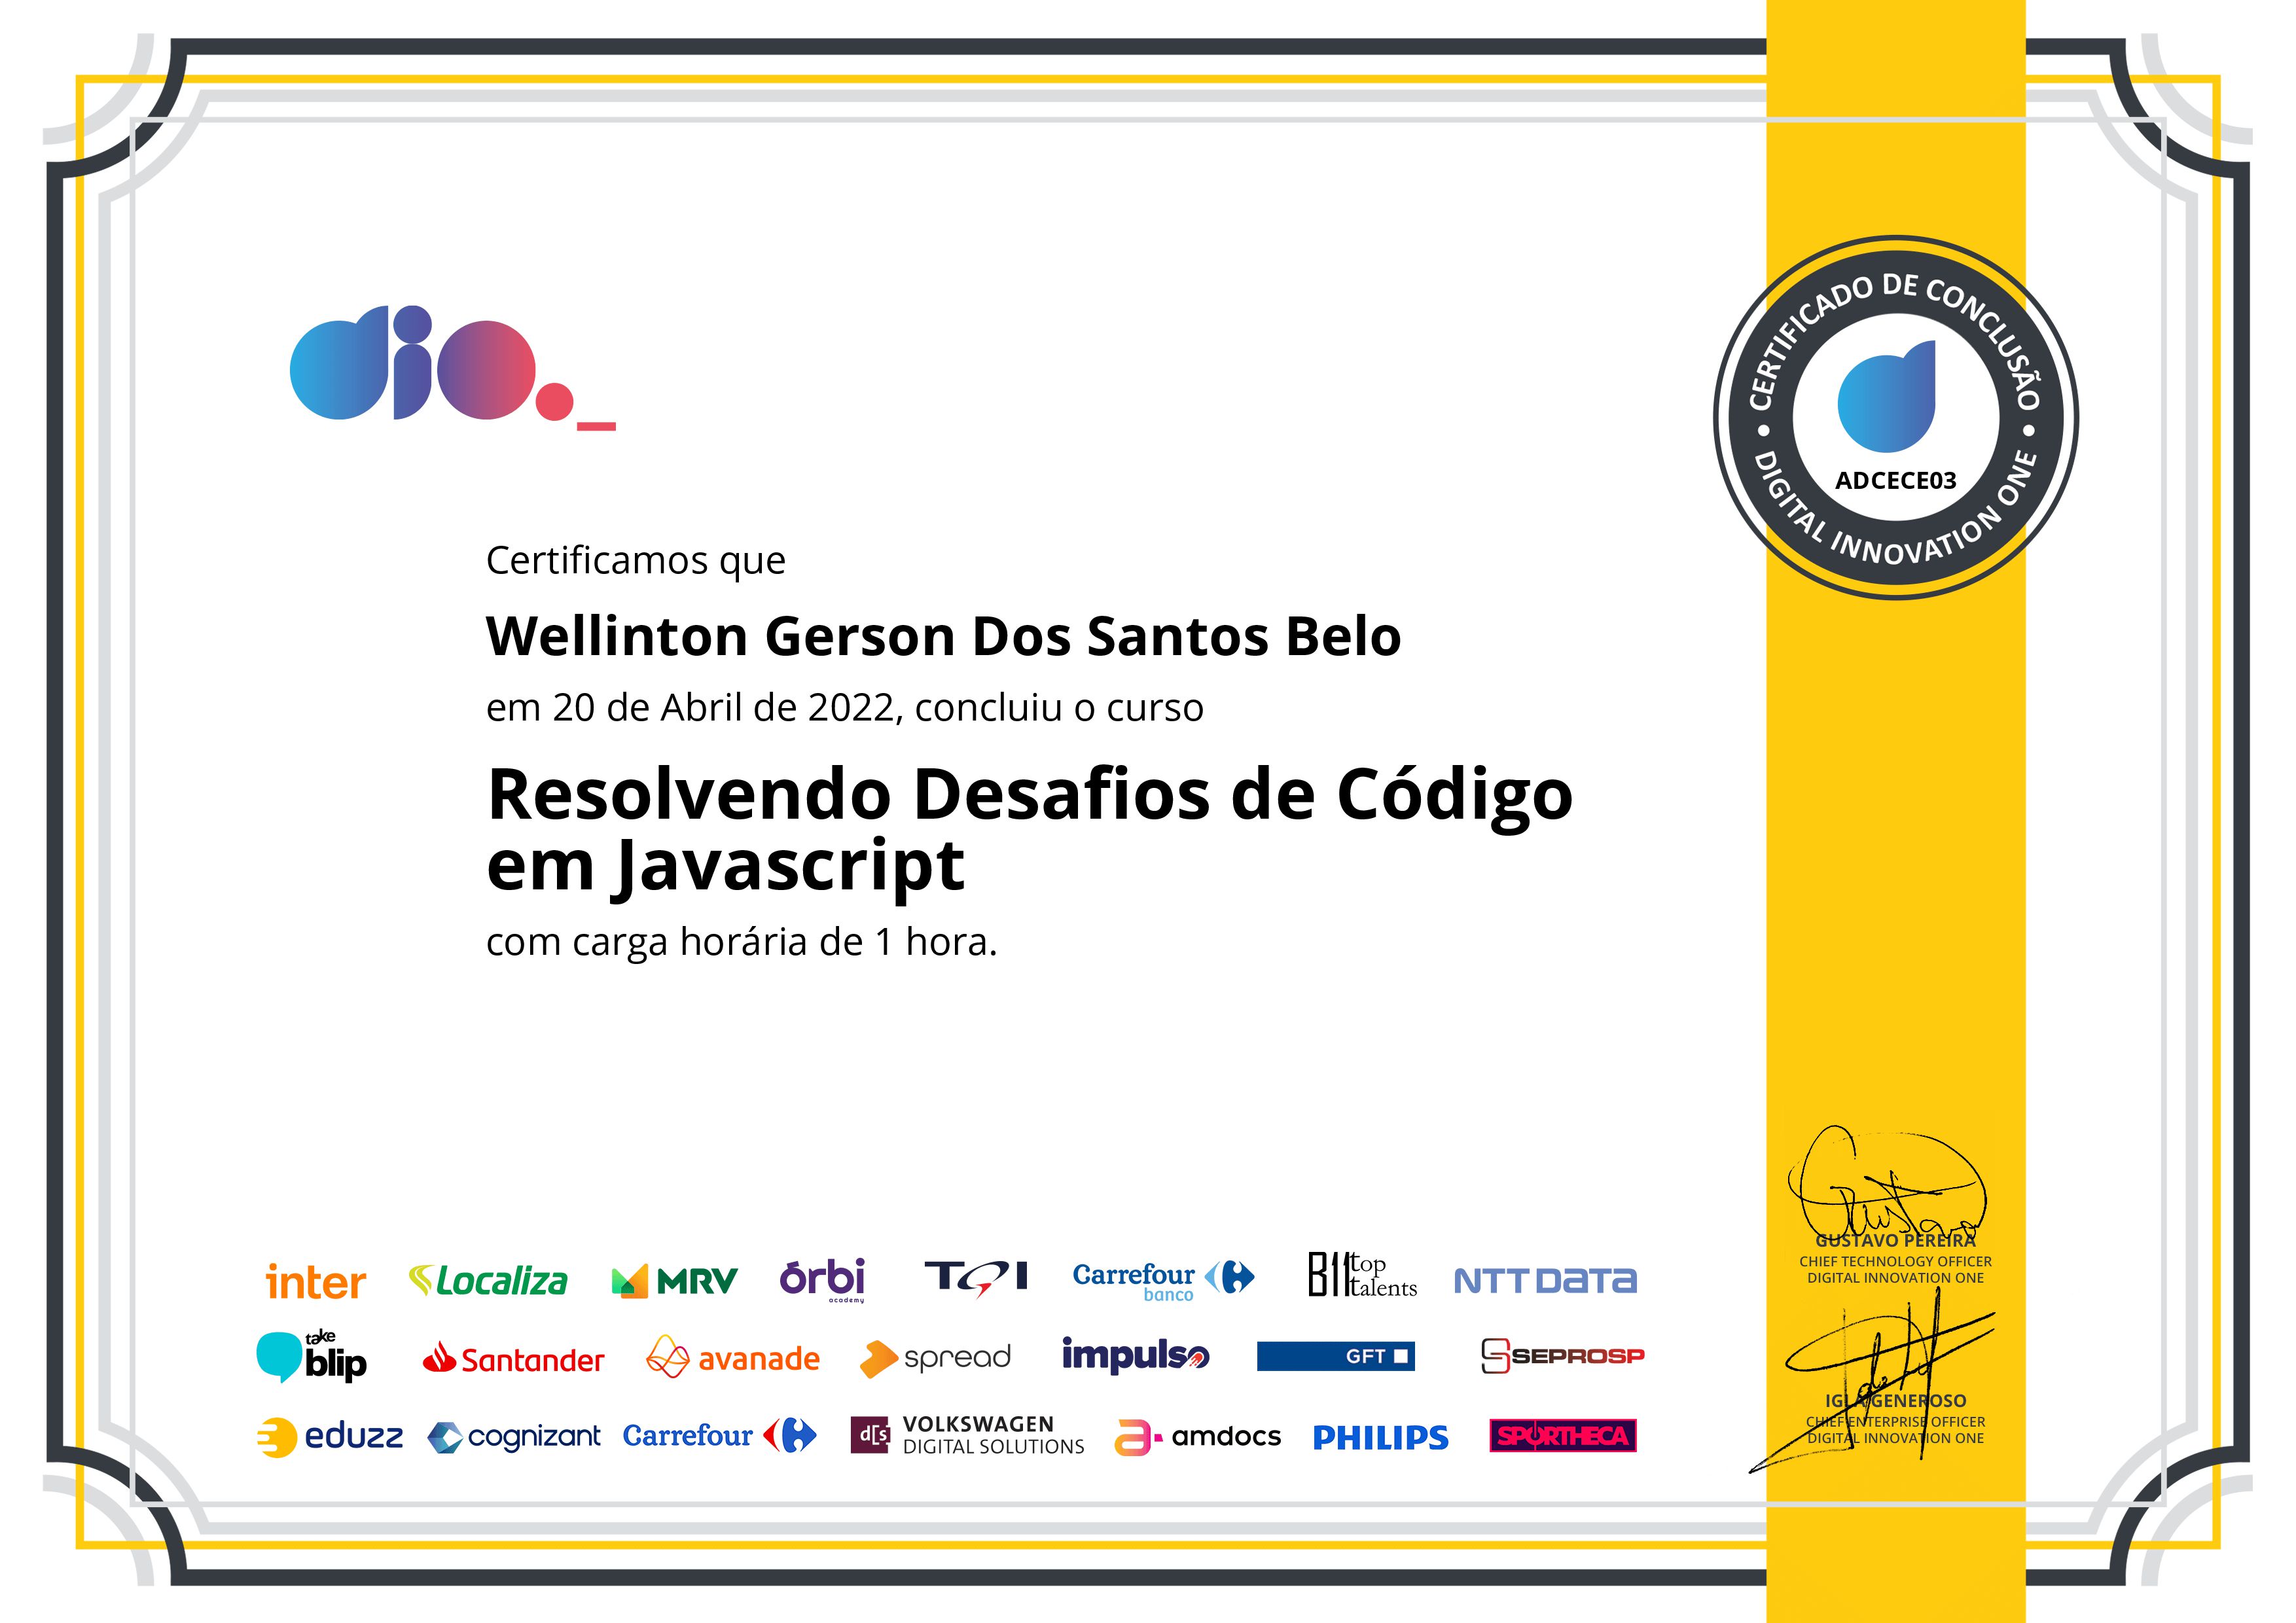 dio._
CERTIFICADO DE CONCLUSÃO
ADCECE03
• DIGITAL INNOVATION ONE •
Certificamos que
Wellinton Gerson Dos Santos Belo
em 20 de Abril de 2022, concluiu o curso
Resolvendo Desafios de Código
em Javascript
com carga horária de 1 hora.
inter Localiza MRV órbi academy TQI Carrefour banco B11 top talents NTT DATA
take blip Santander avanade spread impulso GFT SEPROSP
eduzz cognizant Carrefour d[s] VOLKSWAGEN DIGITAL SOLUTIONS a amdocs PHILIPS SPORTHECA
Gustavo
GUSTAVO PEREIRA
CHIEF TECHNOLOGY OFFICER
DIGITAL INNOVATION ONE
IGLA GENEROSO
CHIEF ENTERPRISE OFFICER
DIGITAL INNOVATION ONE